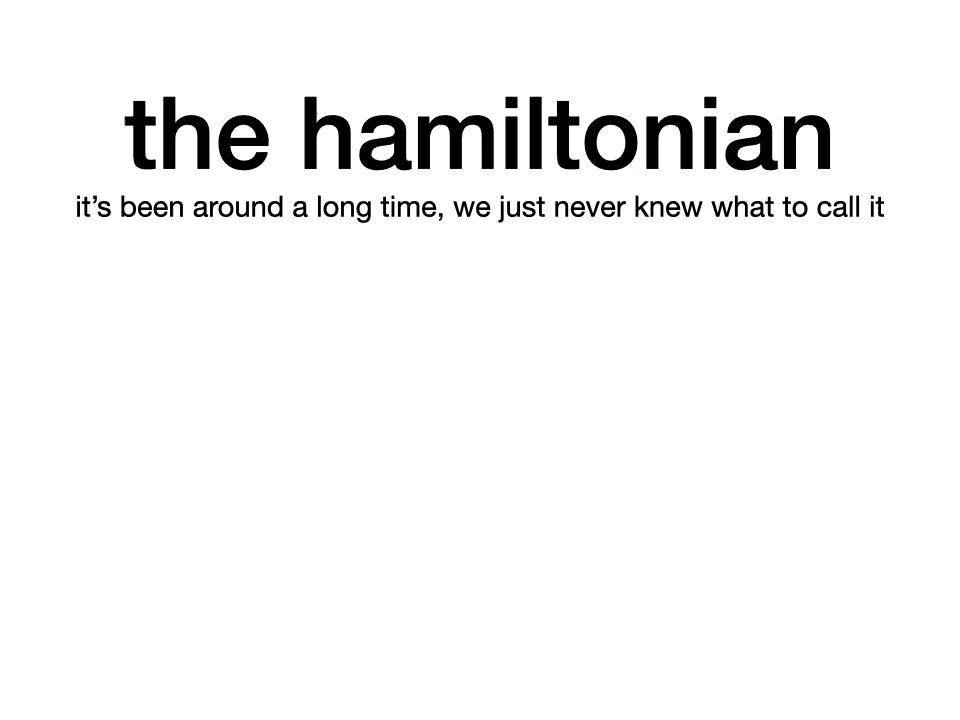 the hamiltonian
it’s been around a long time, we just never knew what to call it